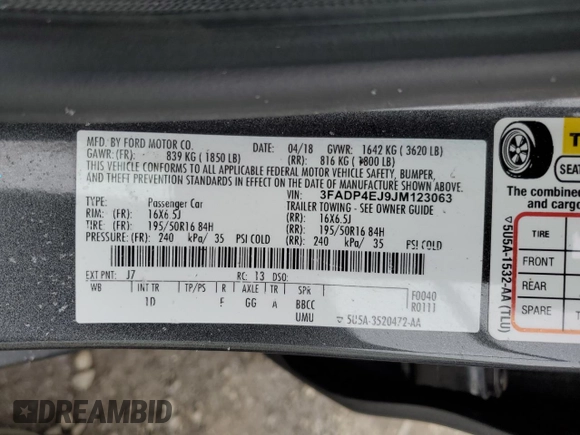 MFD. BY FORD MOTOR CO.
DATE: 04/18 GVWR: 1642 KG ( 3620 LB)
GAWR:(FR): 839 KG ( 1850 LB) (RR): 816 KG ( 1800 LB)
THIS VEHICLE CONFORMS TO ALL APPLICABLE FEDERAL MOTOR VEHICLE SAFETY, BUMPER,
AND THEFT PREVENTION STANDARDS IN EFFECT ON THE DATE OF MANUFACTURE SHOWN ABOVE.
VIN: 3FADP4EJ9JM123063
TYPE: Passenger Car TRAILER TOWING - SEE OWNER GUIDE
RIM: (FR) 16X6.5J (RR) 16X6.5J
TIRE: (FR) 195/50R16 84H (RR) 195/50R16 84H
PRESSURE: (FR) 240 kPa/ 35 PSI COLD (RR) 240 kPa/ 35 PSI COLD
EXT PNT: J7 RC: 13 DSO:
WB INT TR TP/PS R AXLE TR SPR
1D F GG A BBCC
UMU
F0040
R0111
5U5A-3520472-AA
SEAT
The combined
and cargo
TIRE
FRONT
REAR
SPARE
5U5A-1532-AA (TLU)
DREAMBID